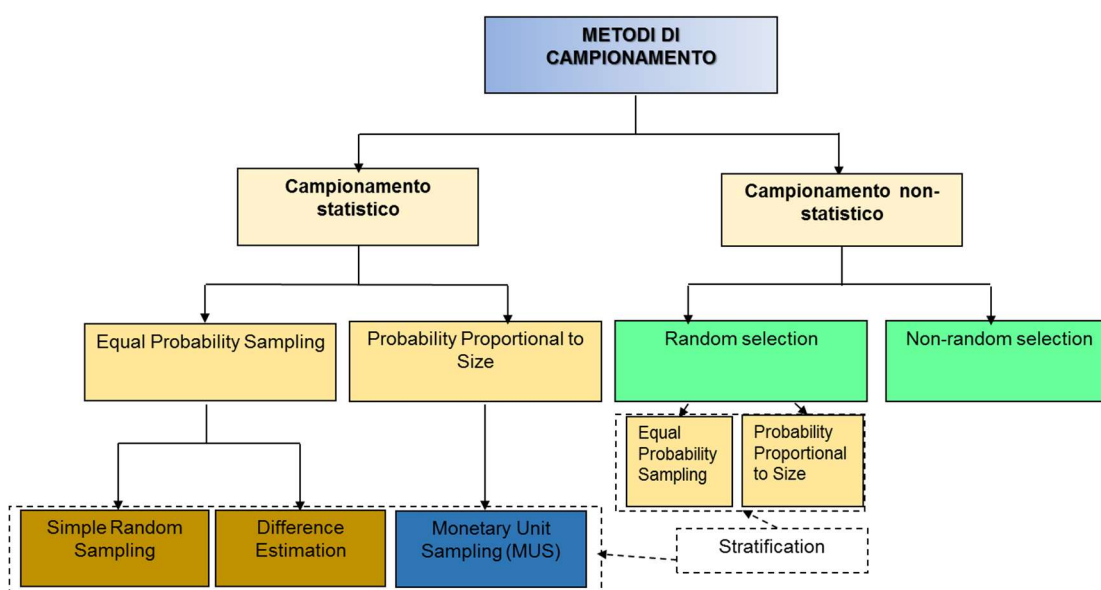 METODI DI
CAMPIONAMENTO
Campionamento
statistico
Campionamento non-
statistico
Equal Probability Sampling
Probability Proportional to
Size
Random selection
Non-random selection
Equal
Probability
Sampling
Probability
Proportional
to Size
Simple Random
Sampling
Difference
Estimation
Monetary Unit
Sampling (MUS)
Stratification